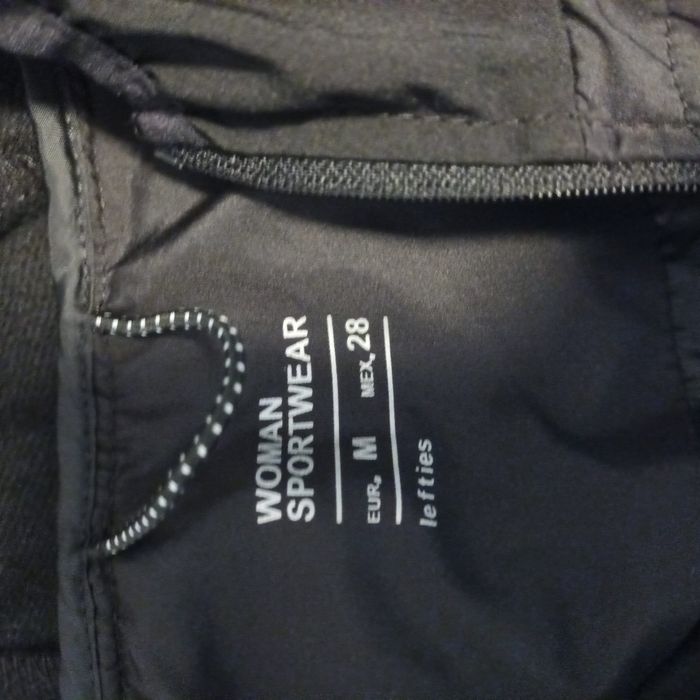 WOMAN
SPORTWEAR
EUR. M MEX. 28
lefties